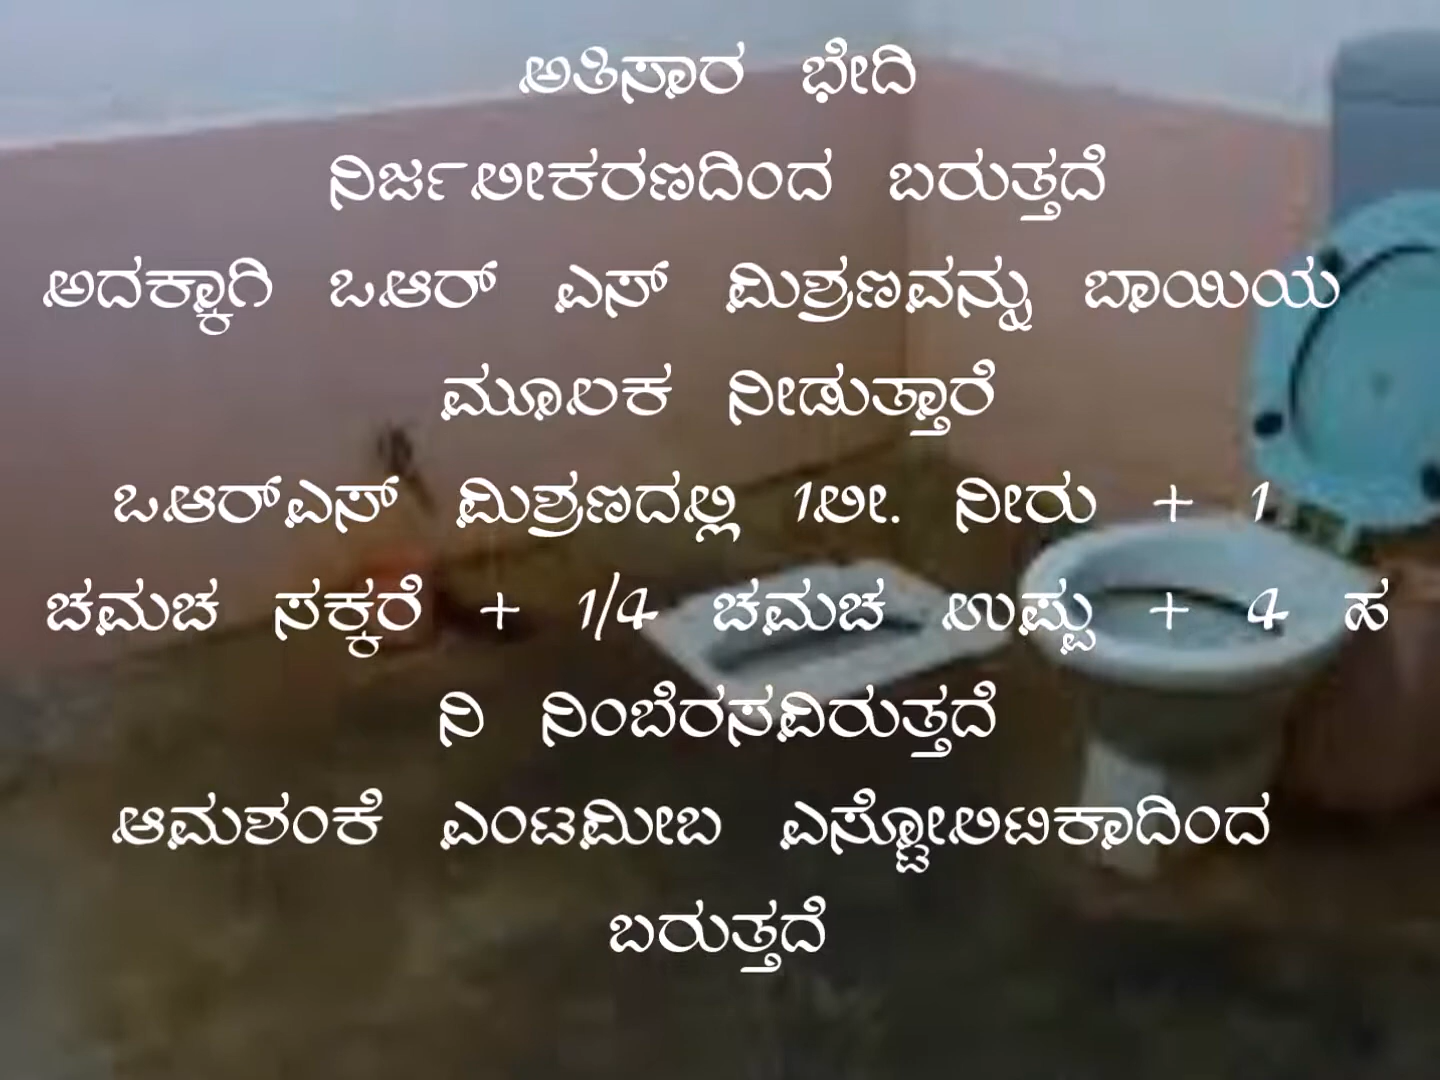 ಅತಿಸಾರ ಭೇದಿ
ನಿರ್ಜಲೀಕರಣದಿಂದ ಬರುತ್ತದೆ
ಅದಕ್ಕಾಗಿ ಒಆರ್ ಎಸ್ ಮಿಶ್ರಣವನ್ನು ಬಾಯಿಯ
ಮೂಲಕ ನೀಡುತ್ತಾರೆ
ಒಆರ್‌ಎಸ್ ಮಿಶ್ರಣದಲ್ಲಿ 1ಲೀ. ನೀರು + 1
ಚಮಚ ಸಕ್ಕರೆ + 1/4 ಚಮಚ ಉಪ್ಪು + 4 ಹ
ನಿ ನಿಂಬೆರಸವಿರುತ್ತದೆ
ಆಮಶಂಕೆ ಎಂಟಮೀಬ ಎಸ್ಟೋಲಿಟಿಕಾದಿಂದ
ಬರುತ್ತದೆ